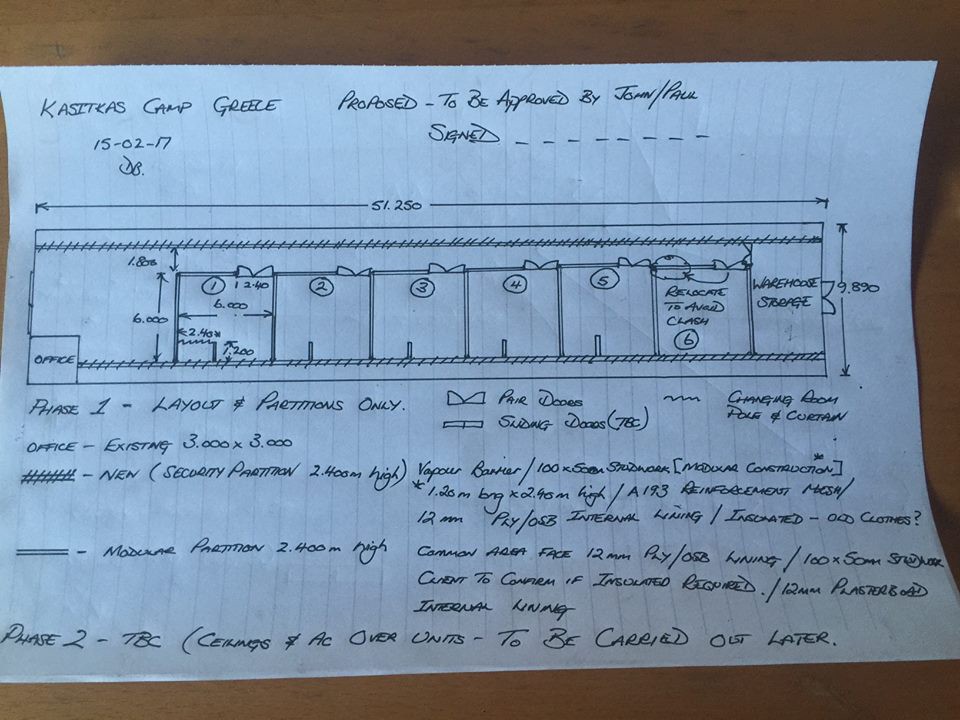 KASITKAS CAMP GREECE
PROPOSED - TO BE APPROVED BY JOHN/PAUL
SIGNED _ _ _ _ _ _ _ _
15-02-17
DB.
51.250
1.800
① 1 2.40
②
③
④
⑤
6.000
6.000
2.40
1.200
RELOCATE
TO AVOID
CLASH
⑥
WAREHOUSE
STORAGE
9.890
OFFICE
PHASE 1 - LAYOUT & PARTITIONS ONLY.
PAIR DOORS
SLIDING DOORS (TBC)
CHANGING ROOM
POLE & CURTAIN
OFFICE - EXISTING 3.000 x 3.000
- NEW (SECURITY PARTITION 2.400m high) VAPOUR BARRIER / 100 x 50mm STUDWORK [MODULAR CONSTRUCTION*]
* 1.20m long x 2.40m high / A193 REINFORCEMENT MESH/
12mm PLY/OSB INTERNAL LINING / INSULATED - OLD CLOTHES?
- MODULAR PARTITION 2.400m high
COMMON AREA FACE 12mm PLY/OSB LINING / 100 x 50mm STUDWORK
CLIENT TO CONFIRM IF INSULATED REQUIRED. / 12mm PLASTERBOAD
INTERNAL LINING
PHASE 2 - TBC (CEILINGS & AC OVER UNITS - TO BE CARRIED OUT LATER.